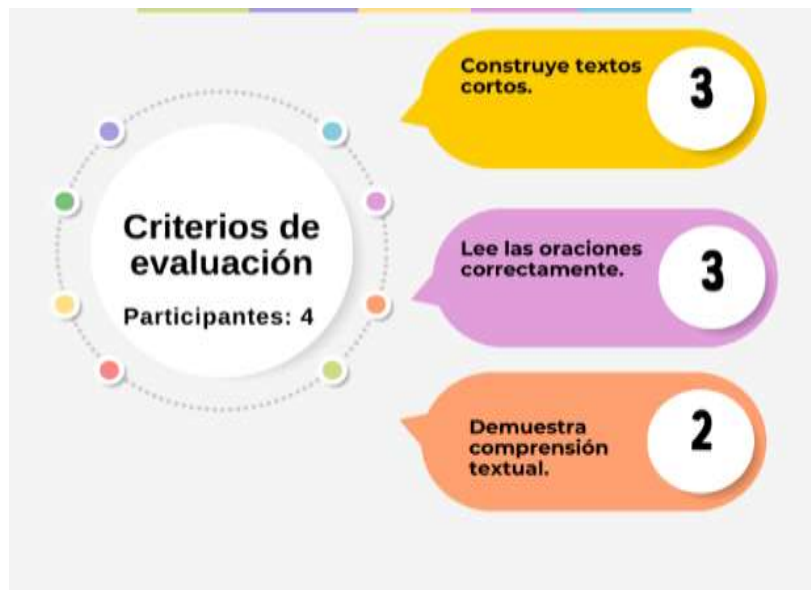 Criterios de
evaluación
Participantes: 4
Construye textos
cortos.
3
Lee las oraciones
correctamente.
3
Demuestra
comprensión
textual.
2